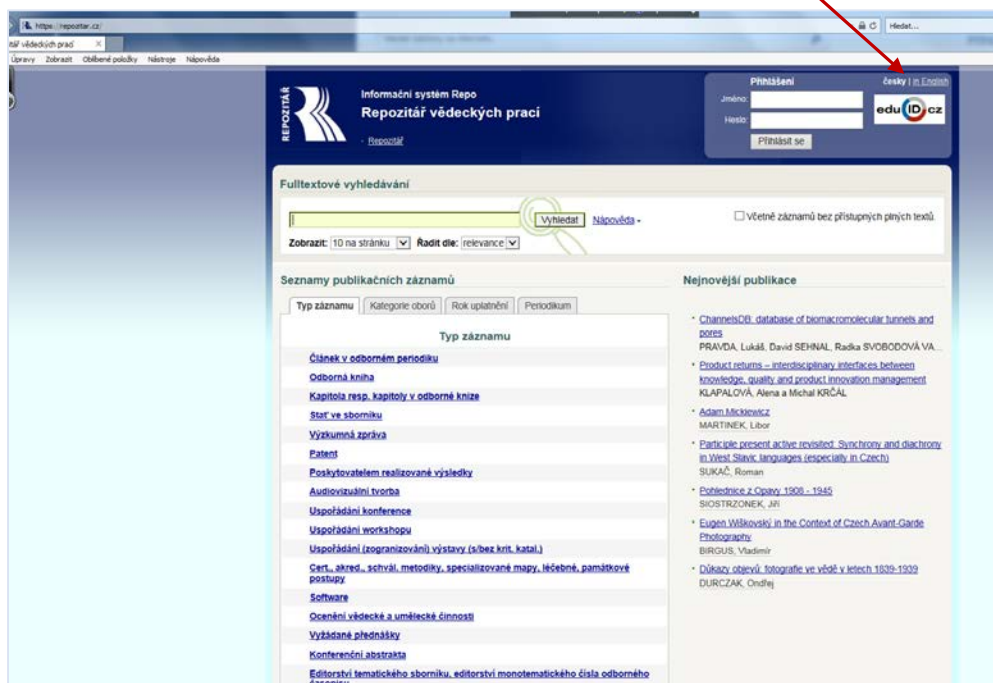 https://repozitar.cz/
Hledat...
itář vědeckých prací
Úpravy Zobrazit Oblíbené položky Nástroje Nápověda
REPOZITÁŘ
Informační systém Repo
Repozitář vědeckých prací
Repozitář
Přihlášení
česky | in English
Jméno:
Heslo:
eduID.cz
Přihlásit se
Fulltextové vyhledávání
Vyhledat Nápověda
Včetně záznamů bez přístupných plných textů.
Zobrazit: 10 na stránku Řadit dle: relevance
Seznamy publikačních záznamů
Typ záznamu Kategorie oborů Rok uplatnění Periodikum
Typ záznamu
Článek v odborném periodiku
Odborná kniha
Kapitola resp. kapitoly v odborné knize
Stať ve sborníku
Výzkumná zpráva
Patent
Poskytovatelem realizované výsledky
Audiovizuální tvorba
Uspořádání konference
Uspořádání workshopu
Uspořádání (zogranizování) výstavy (s/bez krit. katal.)
Cert., akred., schvál. metodiky, specializované mapy, léčebné, památkové
postupy
Software
Ocenění vědecké a umělecké činnosti
Vyžádané přednášky
Konferenční abstrakta
Editorství tematického sborníku, editorství monotematického čísla odborného
Nejnovější publikace
ChannelsDB: database of biomacromolecular tunnels and
pores
PRAVDA, Lukáš, David SEHNAL, Radka SVOBODOVÁ VA...
Product returns – interdisciplinary interfaces between
knowledge, quality and product innovation management
KLAPALOVÁ, Alena a Michal KRČÁL
Adam Mickiewicz
MARTINEK, Libor
Participle present active revisited. Synchrony and diachrony
in West Slavic languages (especially in Czech)
SUKAČ, Roman
Pohlednice z Opavy 1908 - 1945
SIOSTRZONEK, Jiří
Eugen Wiškovský in the Context of Czech Avant-Garde
Photography
BIRGUS, Vladimír
Důkazy objevů: fotografie ve vědě v letech 1839-1939
DURCZAK, Ondřej